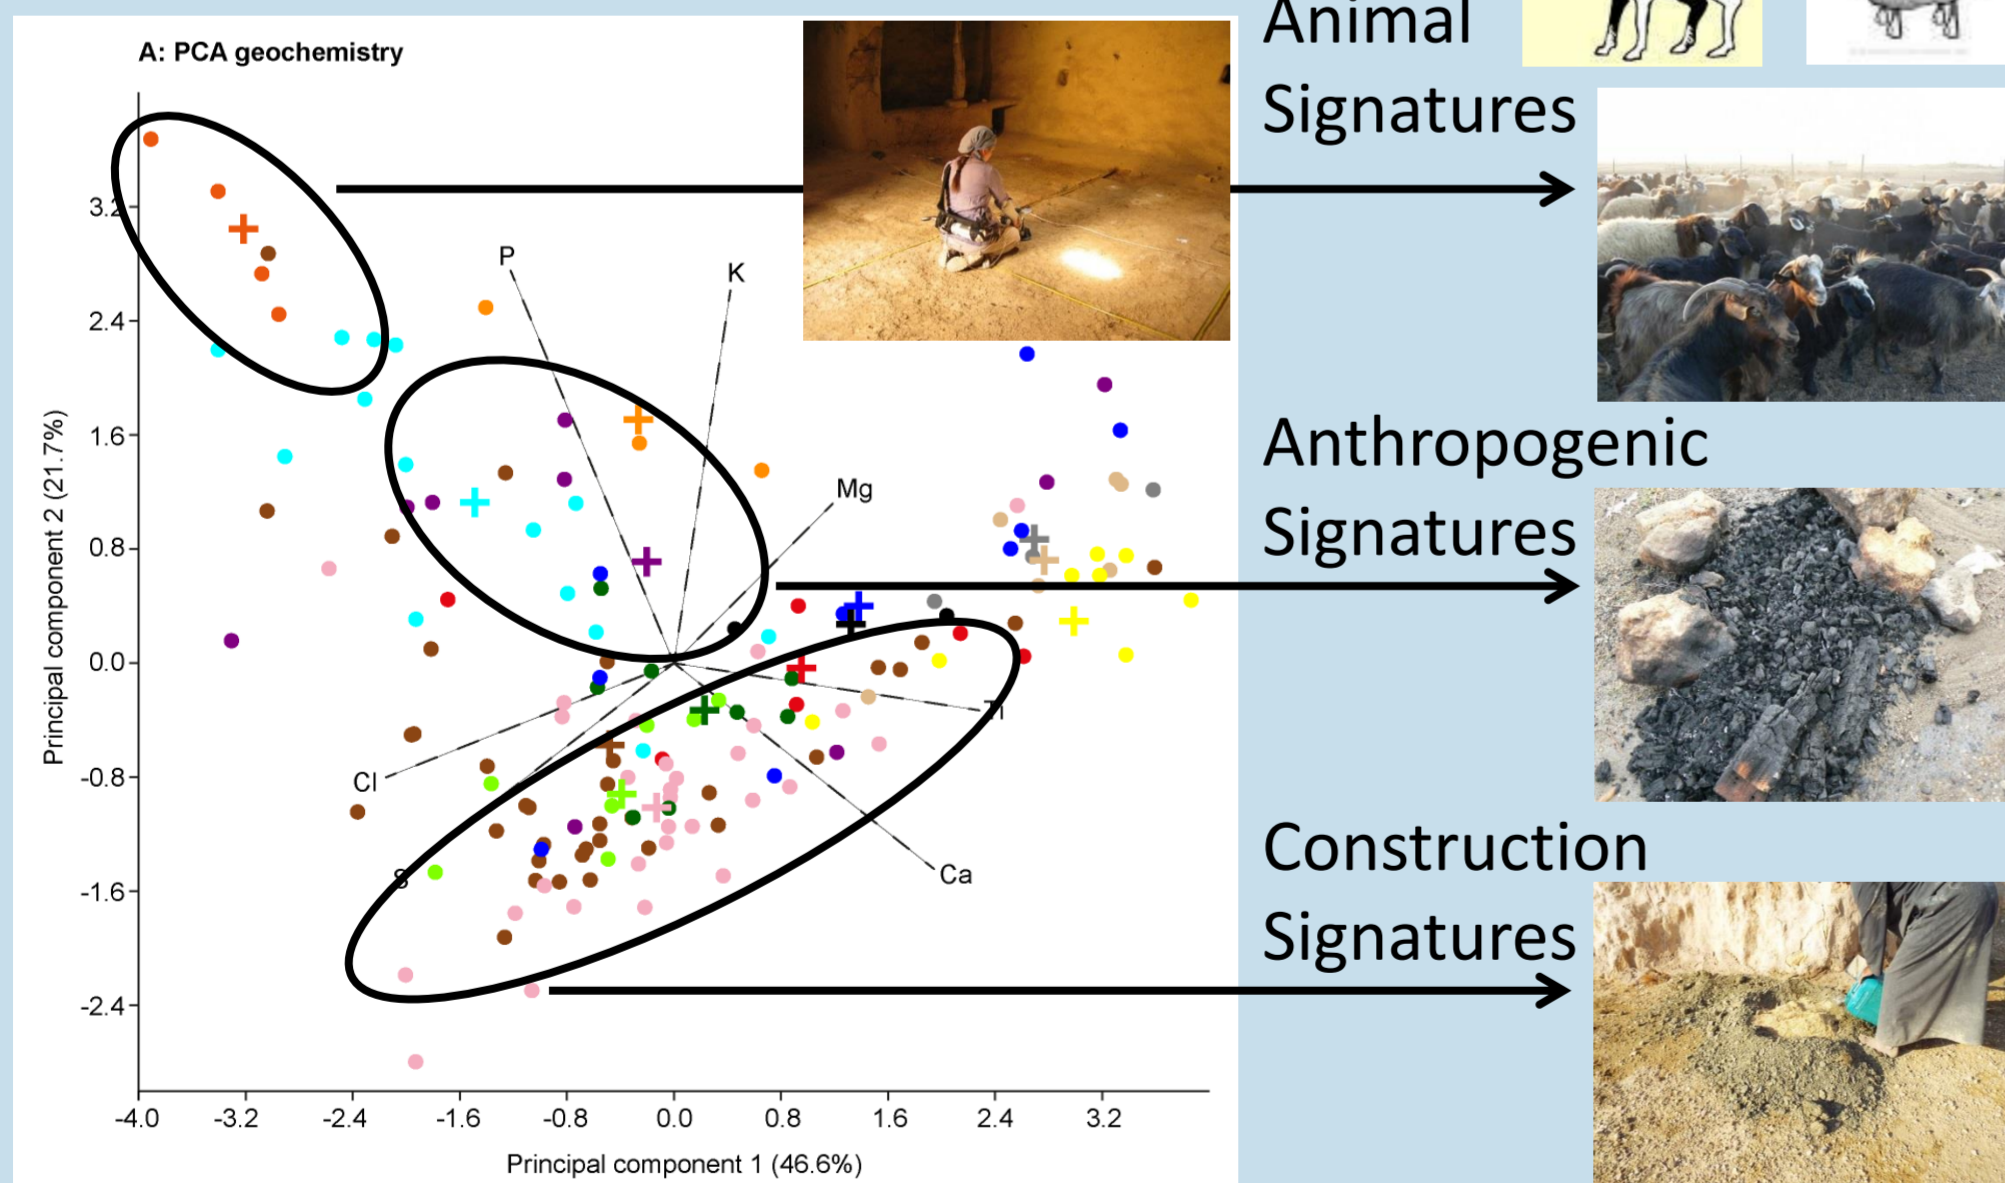 A: PCA geochemistry
Animal
Signatures
Anthropogenic
Signatures
Construction
Signatures
P
K
Mg
Ti
Ca
S
Cl
Principal component 2 (21.7%)
3.2
2.4
1.6
0.8
0.0
-0.8
-1.6
-2.4
-4.0 -3.2 -2.4 -1.6 -0.8 0.0 0.8 1.6 2.4 3.2
Principal component 1 (46.6%)